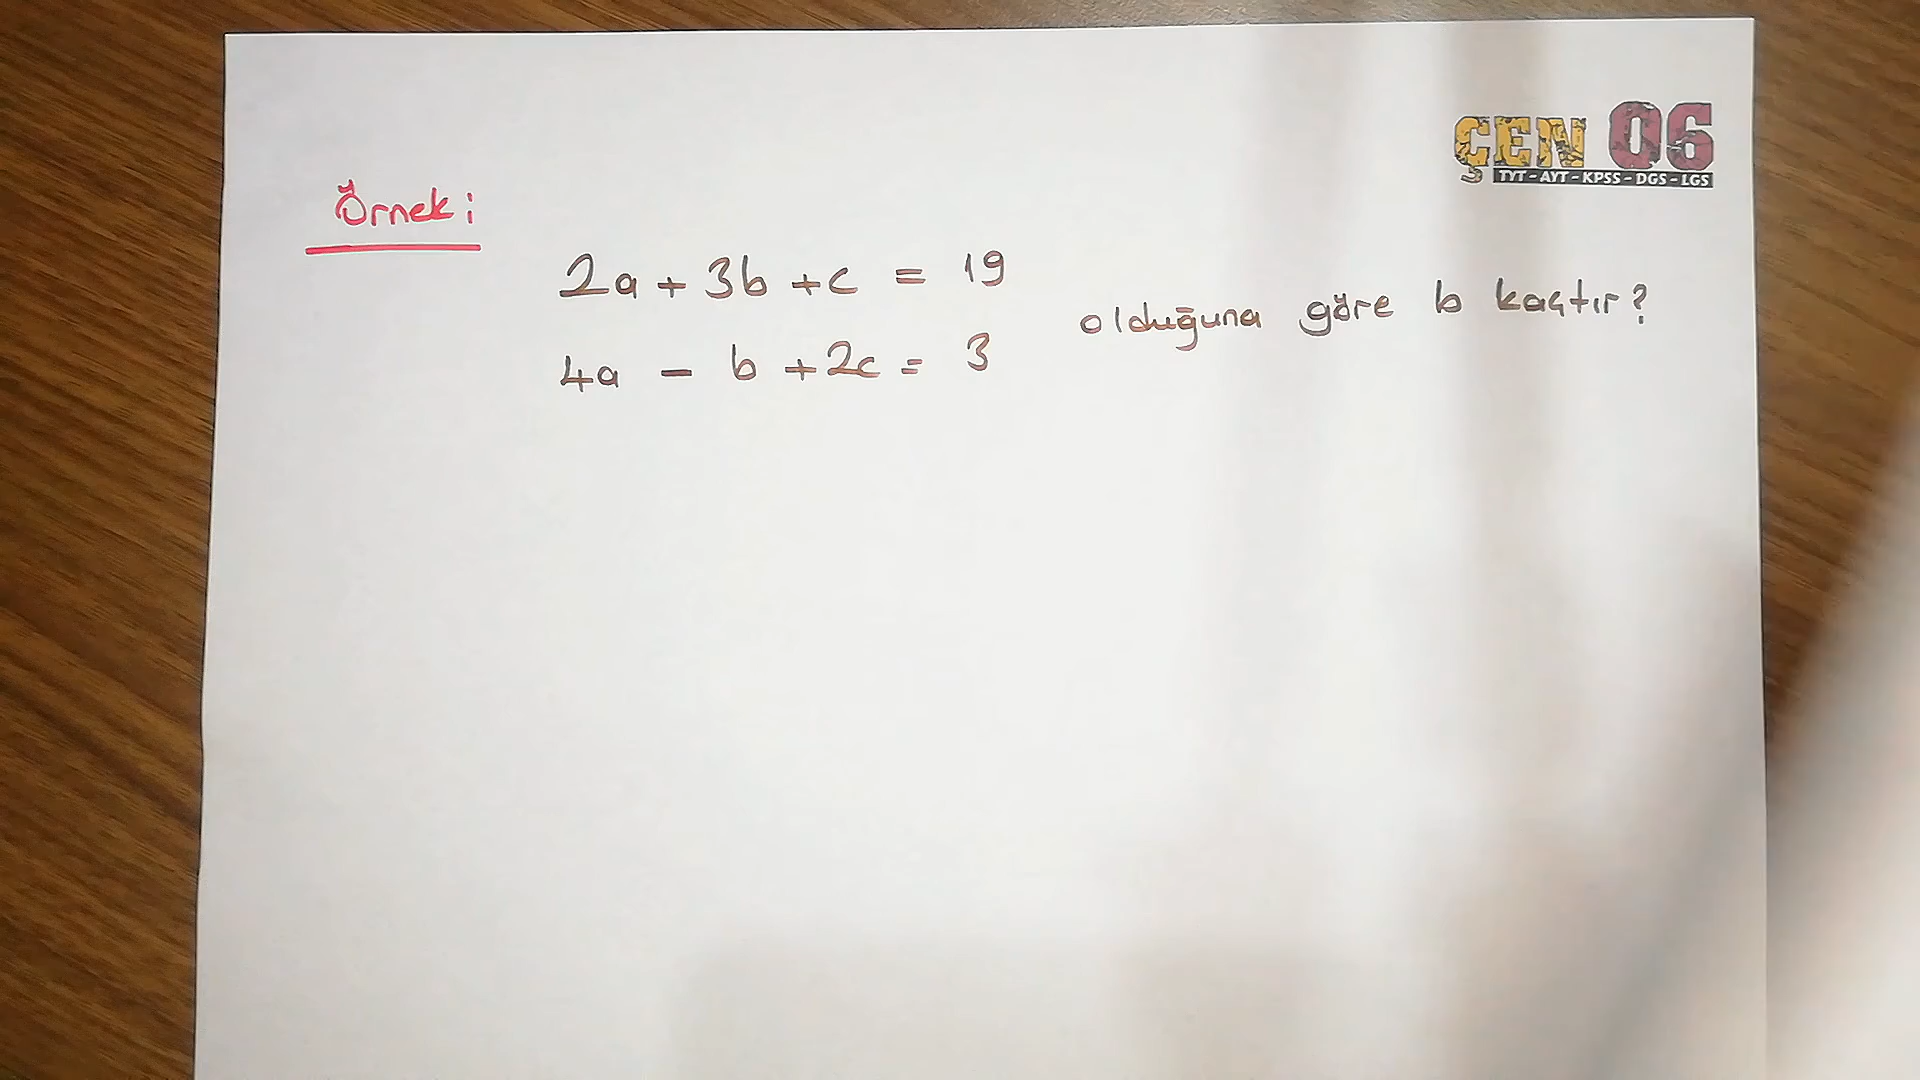 ÇEN 06
TYT - AYT - KPSS - DGS - LGS
Örnek:
2a + 3b + c = 19
4a - b + 2c = 3
olduğuna göre b kaçtır?